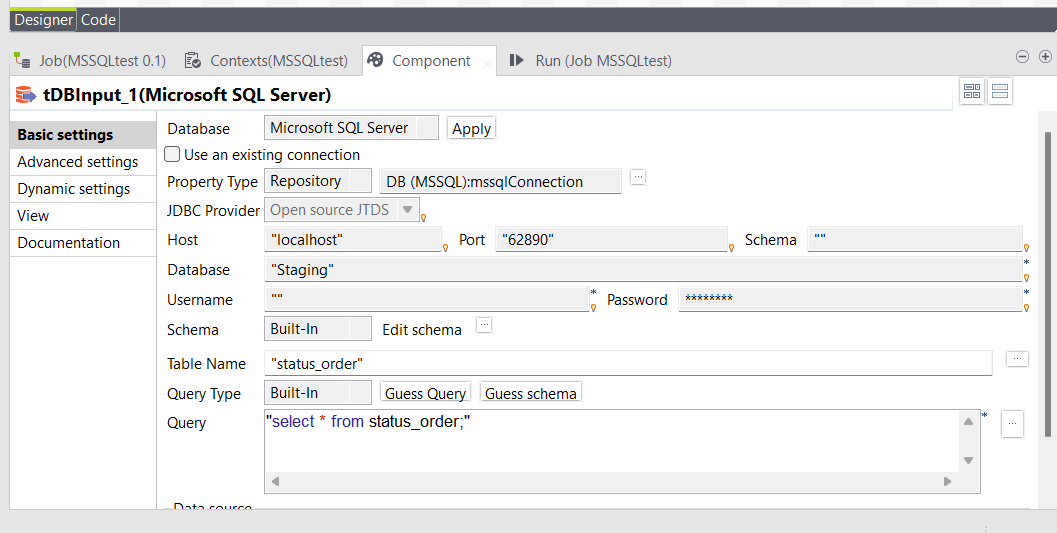 Designer Code
Job(MSSQLtest 0.1) Contexts(MSSQLtest) Component Run (Job MSSQLtest)
tDBInput_1(Microsoft SQL Server)
Basic settings
Advanced settings
Dynamic settings
View
Documentation
Database Microsoft SQL Server Apply
Use an existing connection
Property Type Repository DB (MSSQL):mssqlConnection ...
JDBC Provider Open source JTDS
Host "localhost" Port "62890" Schema ""
Database "Staging" *
Username "" * Password ******** *
Schema Built-In Edit schema ...
Table Name "status_order" ...
Query Type Built-In Guess Query Guess schema
Query "select * from status_order;" * ...
Data source